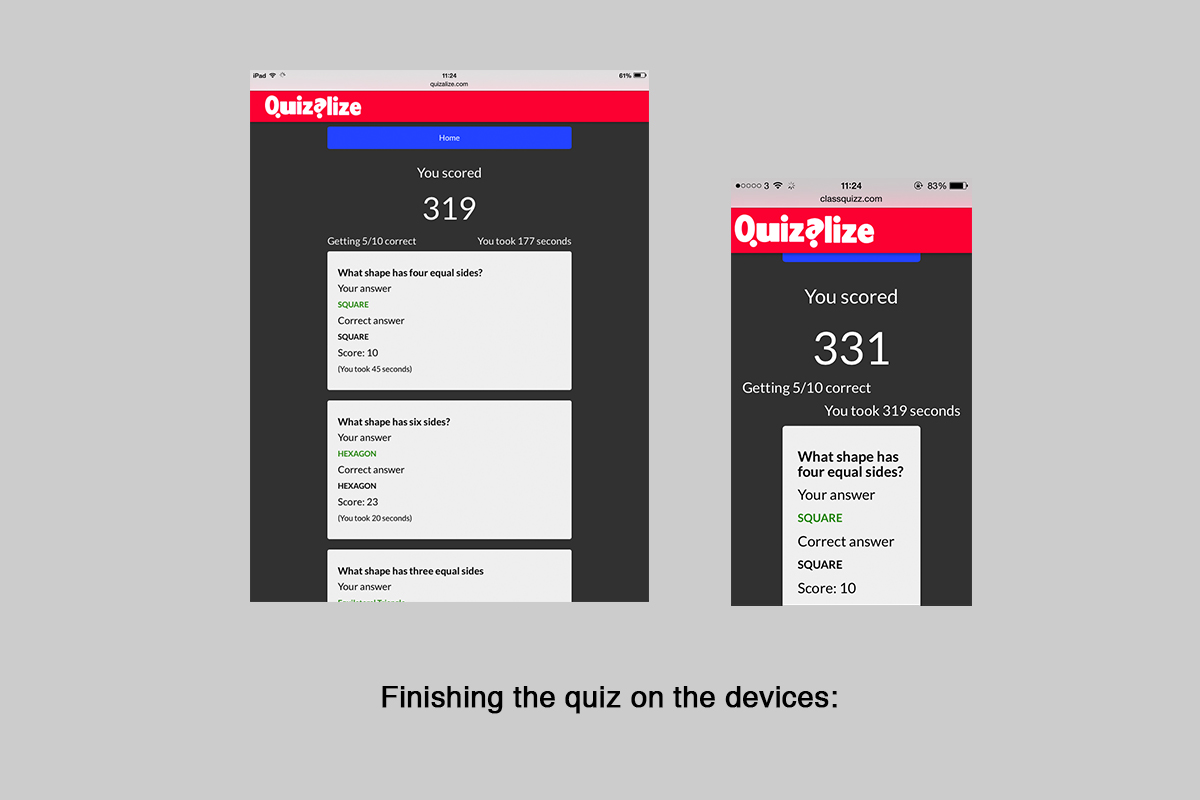 iPad 11:24 61%
quizalize.com
Quizalize
Home
You scored
319
Getting 5/10 correct You took 177 seconds
What shape has four equal sides?
Your answer
SQUARE
Correct answer
SQUARE
Score: 10
(You took 45 seconds)
What shape has six sides?
Your answer
HEXAGON
Correct answer
HEXAGON
Score: 23
(You took 20 seconds)
What shape has three equal sides
Your answer
Equilateral Triangle
3 11:24 83%
classquizz.com
Quizalize
You scored
331
Getting 5/10 correct
You took 319 seconds
What shape has
four equal sides?
Your answer
SQUARE
Correct answer
SQUARE
Score: 10
Finishing the quiz on the devices: